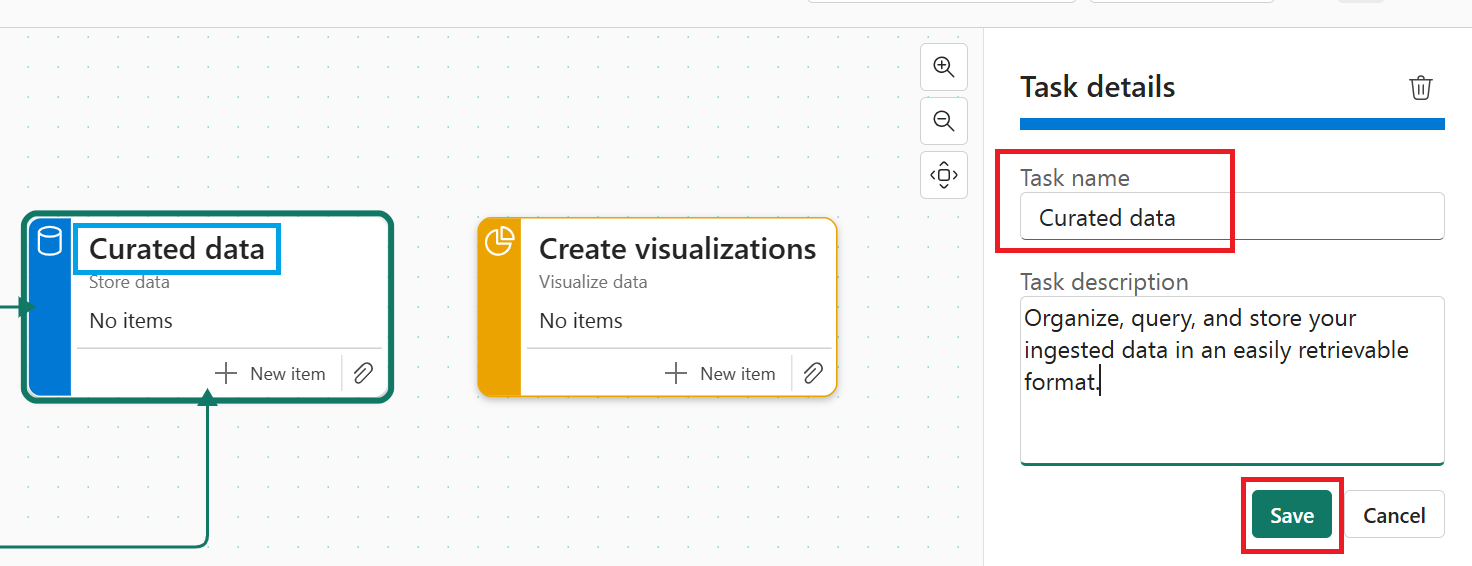 Curated data
Store data
No items
New item
Create visualizations
Visualize data
No items
New item
Task details
Task name
Curated data
Task description
Organize, query, and store your
ingested data in an easily retrievable
format.
Save
Cancel